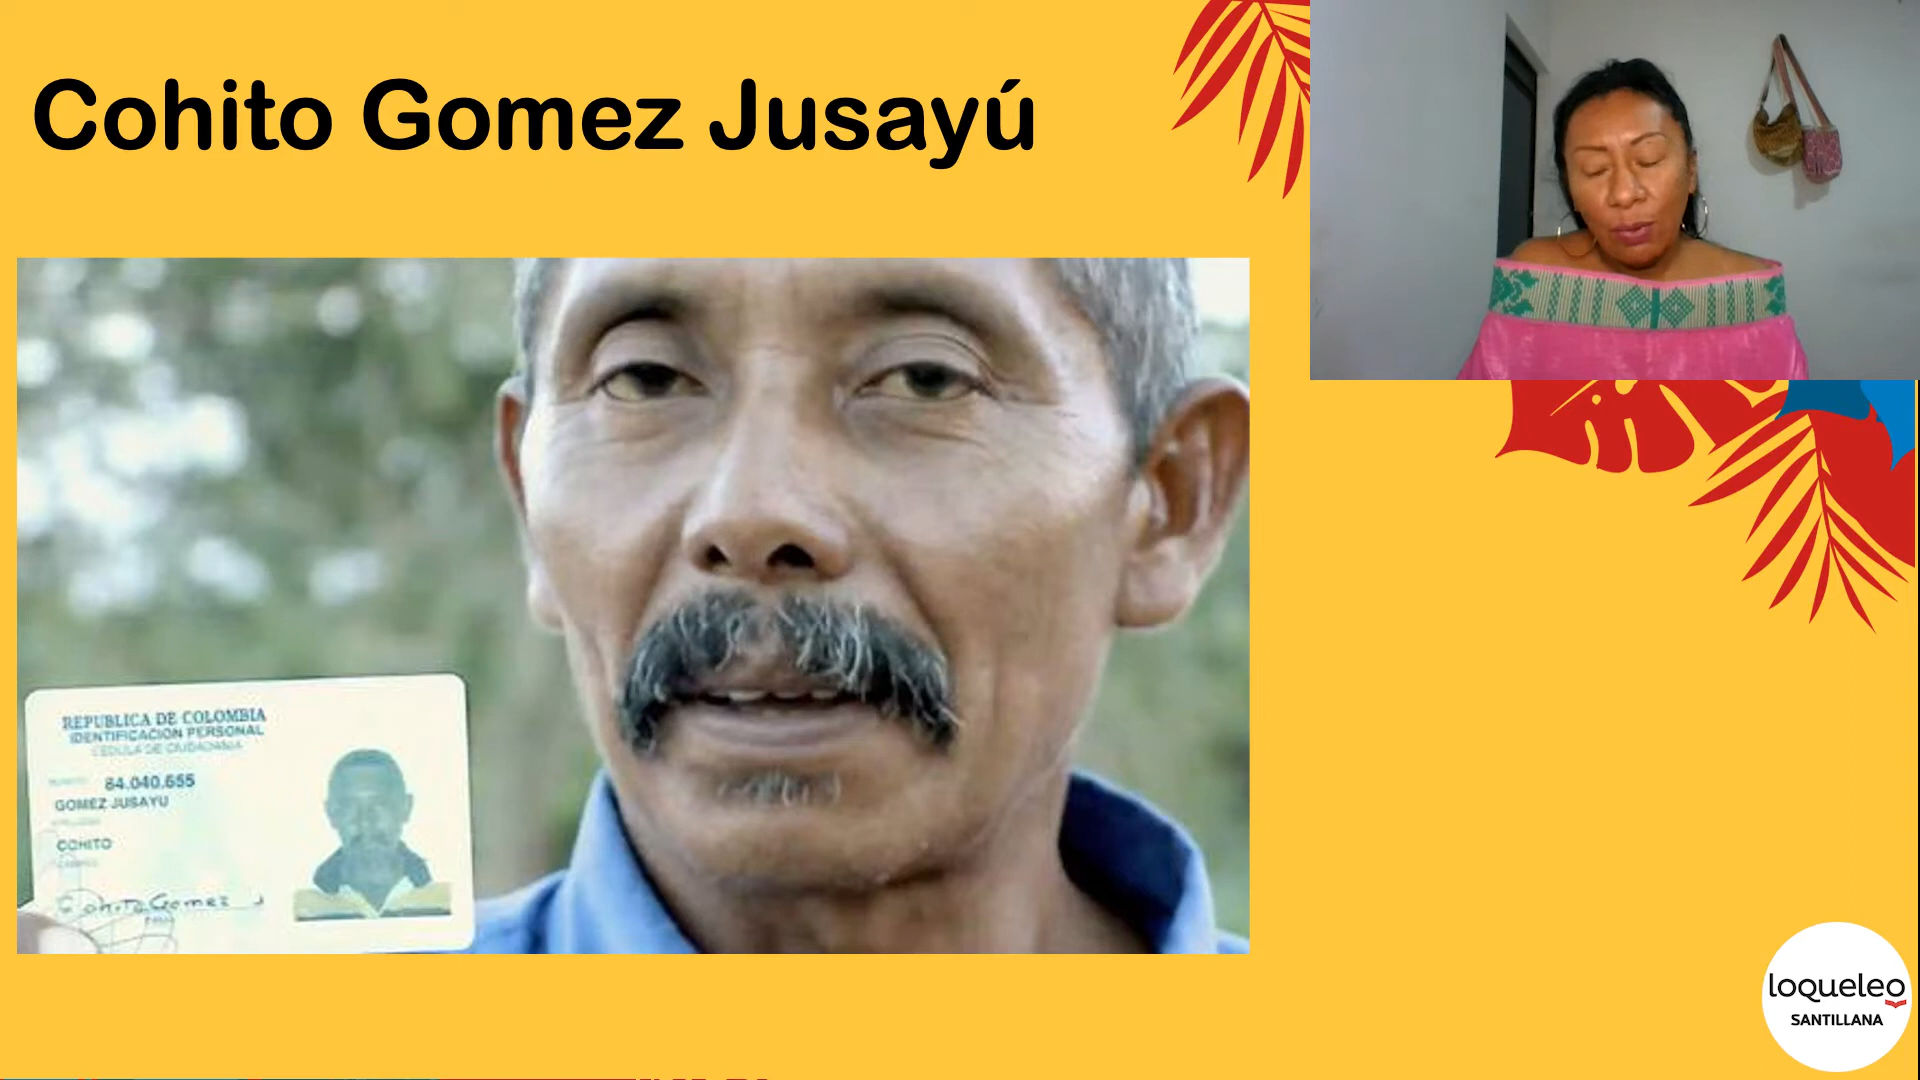 Cohito Gomez Jusayú
REPUBLICA DE COLOMBIA
IDENTIFICACION PERSONAL
CEDULA DE CIUDADANIA
84.040.655
GOMEZ JUSAYU
COHITO
Cohito Gomez J
loqueleo
SANTILLANA